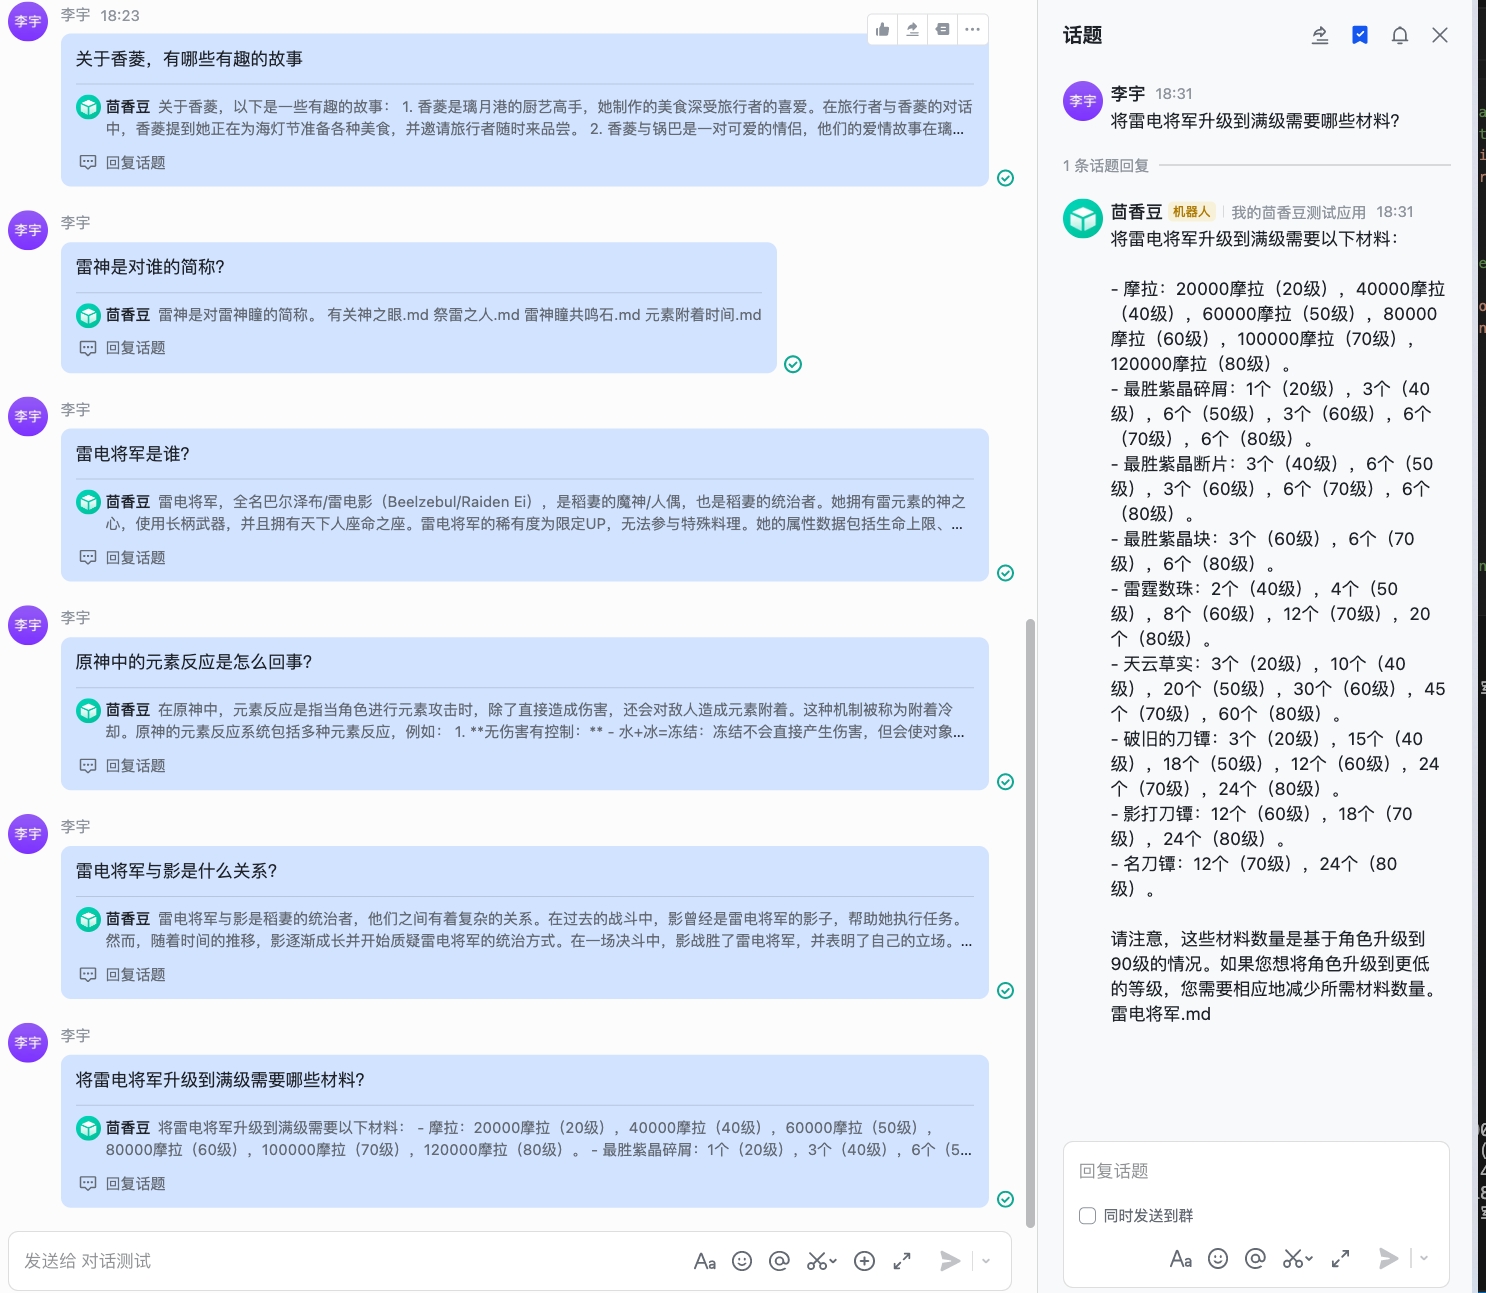 李宇
李宇 18:23
关于香菱，有哪些有趣的故事
茴香豆 关于香菱，以下是一些有趣的故事： 1. 香菱是璃月港的厨艺高手，她制作的美食深受旅行者的喜爱。在旅行者与香菱的对话
中，香菱提到她正在为海灯节准备各种美食，并邀请旅行者随时来品尝。 2. 香菱与锅巴是一对可爱的情侣，他们的爱情故事在璃...
回复话题
李宇
李宇
雷神是对谁的简称?
茴香豆 雷神是对雷神瞳的简称。 有关神之眼.md 祭雷之人.md 雷神瞳共鸣石.md 元素附着时间.md
回复话题
李宇
李宇
雷电将军是谁?
茴香豆 雷电将军，全名巴尔泽布/雷电影（Beelzebul/Raiden Ei），是稻妻的魔神/人偶，也是稻妻的统治者。她拥有雷元素的神之
心，使用长柄武器，并且拥有天下人座命之座。雷电将军的稀有度为限定UP，无法参与特殊料理。她的属性数据包括生命上限、...
回复话题
李宇
李宇
原神中的元素反应是怎么回事?
茴香豆 在原神中，元素反应是指当角色进行元素攻击时，除了直接造成伤害，还会对敌人造成元素附着。这种机制被称为附着冷
却。原神的元素反应系统包括多种元素反应，例如： 1. **无伤害有控制：** - 水+冰=冻结：冻结不会直接产生伤害，但会使对象...
回复话题
李宇
李宇
雷电将军与影是什么关系?
茴香豆 雷电将军与影是稻妻的统治者，他们之间有着复杂的关系。在过去的战斗中，影曾经是雷电将军的影子，帮助她执行任务。
然而，随着时间的推移，影逐渐成长并开始质疑雷电将军的统治方式。在一场决斗中，影战胜了雷电将军，并表明了自己的立场。...
回复话题
李宇
李宇
将雷电将军升级到满级需要哪些材料?
茴香豆 将雷电将军升级到满级需要以下材料： - 摩拉：20000摩拉（20级），40000摩拉（40级），60000摩拉（50级），
80000摩拉（60级），100000摩拉（70级），120000摩拉（80级）。 - 最胜紫晶碎屑：1个（20级），3个（40级），6个（5...
回复话题
发送给 对话测试
Aa
话题
李宇
李宇 18:31
将雷电将军升级到满级需要哪些材料?
1 条话题回复
茴香豆 机器人 我的茴香豆测试应用 18:31
将雷电将军升级到满级需要以下材料：
- 摩拉：20000摩拉（20级），40000摩拉
（40级），60000摩拉（50级），80000
摩拉（60级），100000摩拉（70级），
120000摩拉（80级）。
- 最胜紫晶碎屑：1个（20级），3个（40
级），6个（50级），3个（60级），6个
（70级），6个（80级）。
- 最胜紫晶断片：3个（40级），6个（50
级），3个（60级），6个（70级），6个
（80级）。
- 最胜紫晶块：3个（60级），6个（70
级），6个（80级）。
- 雷霆数珠：2个（40级），4个（50
级），8个（60级），12个（70级），20
个（80级）。
- 天云草实：3个（20级），10个（40
级），20个（50级），30个（60级），45
个（70级），60个（80级）。
- 破旧的刀镡：3个（20级），15个（40
级），18个（50级），12个（60级），24
个（70级），24个（80级）。
- 影打刀镡：12个（60级），18个（70
级），24个（80级）。
- 名刀镡：12个（70级），24个（80
级）。
请注意，这些材料数量是基于角色升级到
90级的情况。如果您想将角色升级到更低
的等级，您需要相应地减少所需材料数量。
雷电将军.md
回复话题
同时发送到群
Aa